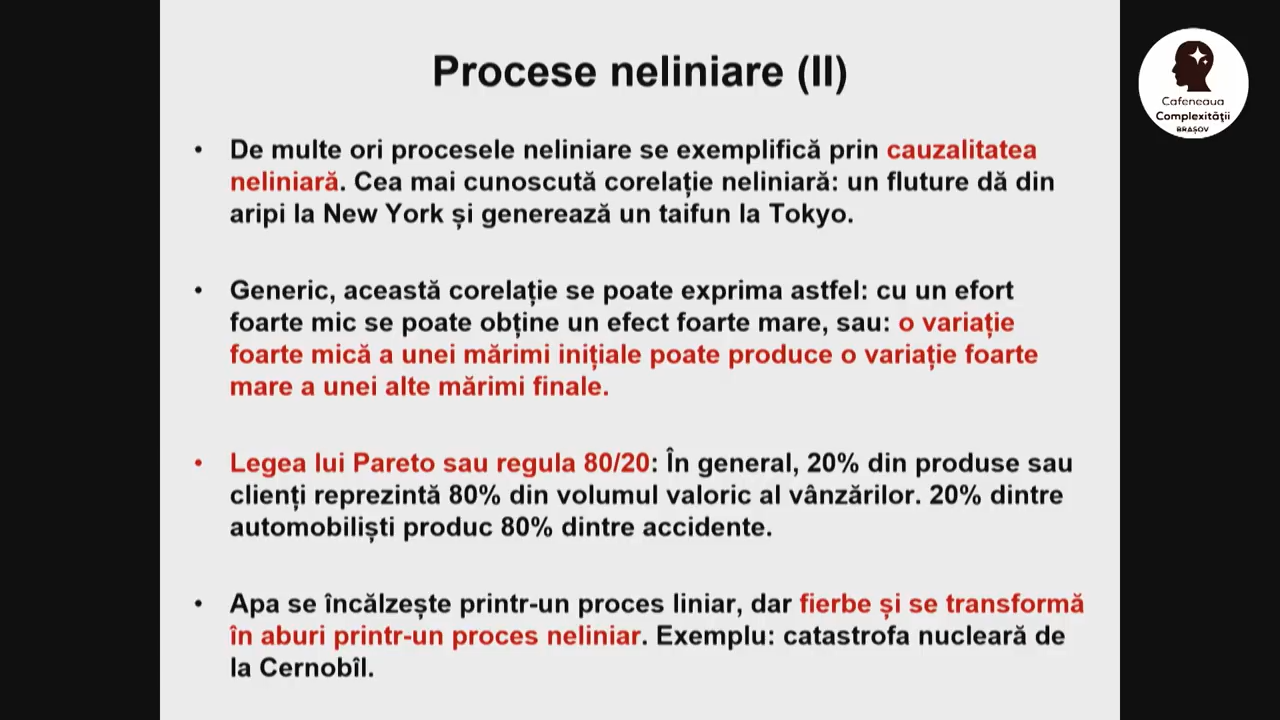 Procese neliniare (II)
• De multe ori procesele neliniare se exemplifică prin cauzalitatea
neliniară. Cea mai cunoscută corelație neliniară: un fluture dă din
aripi la New York și generează un taifun la Tokyo.
• Generic, această corelație se poate exprima astfel: cu un efort
foarte mic se poate obține un efect foarte mare, sau: o variație
foarte mică a unei mărimi inițiale poate produce o variație foarte
mare a unei alte mărimi finale.
• Legea lui Pareto sau regula 80/20: În general, 20% din produse sau
clienți reprezintă 80% din volumul valoric al vânzărilor. 20% dintre
automobiliști produc 80% dintre accidente.
• Apa se încălzește printr-un proces liniar, dar fierbe și se transformă
în aburi printr-un proces neliniar. Exemplu: catastrofa nucleară de
la Cernobîl.
Cafeneaua
Complexității
BRAȘOV